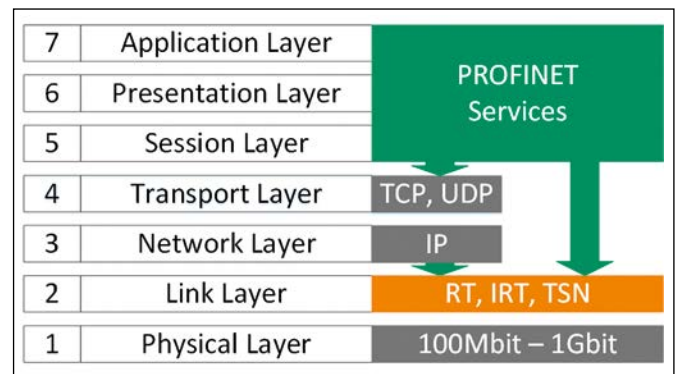 7 Application Layer
PROFINET
Services
6 Presentation Layer
5 Session Layer
4 Transport Layer TCP, UDP
3 Network Layer IP
2 Link Layer RT, IRT, TSN
1 Physical Layer 100Mbit – 1Gbit